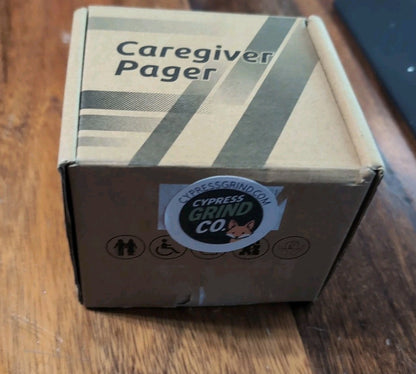 Caregiver
Pager
CYPRESSGRIND.COM
CYPRESS
GRIND
CO.